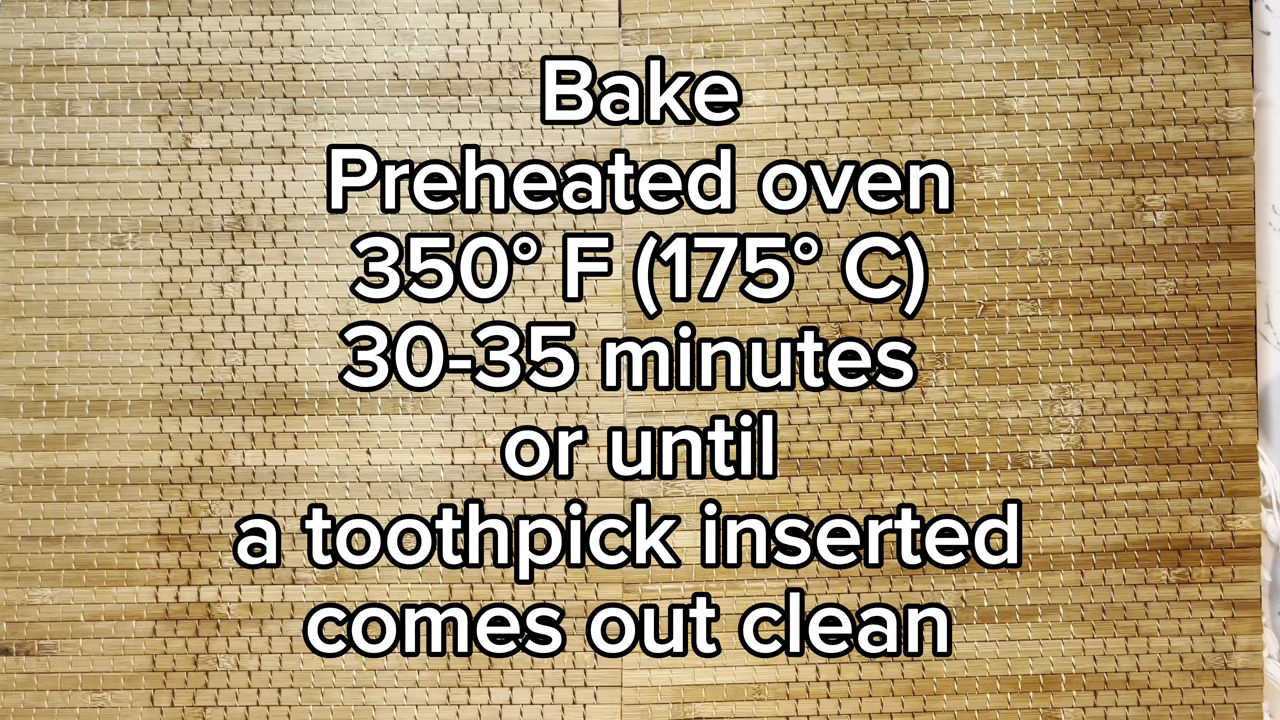 Bake
Preheated oven
350° F (175° C)
30-35 minutes
or until
a toothpick inserted
comes out clean